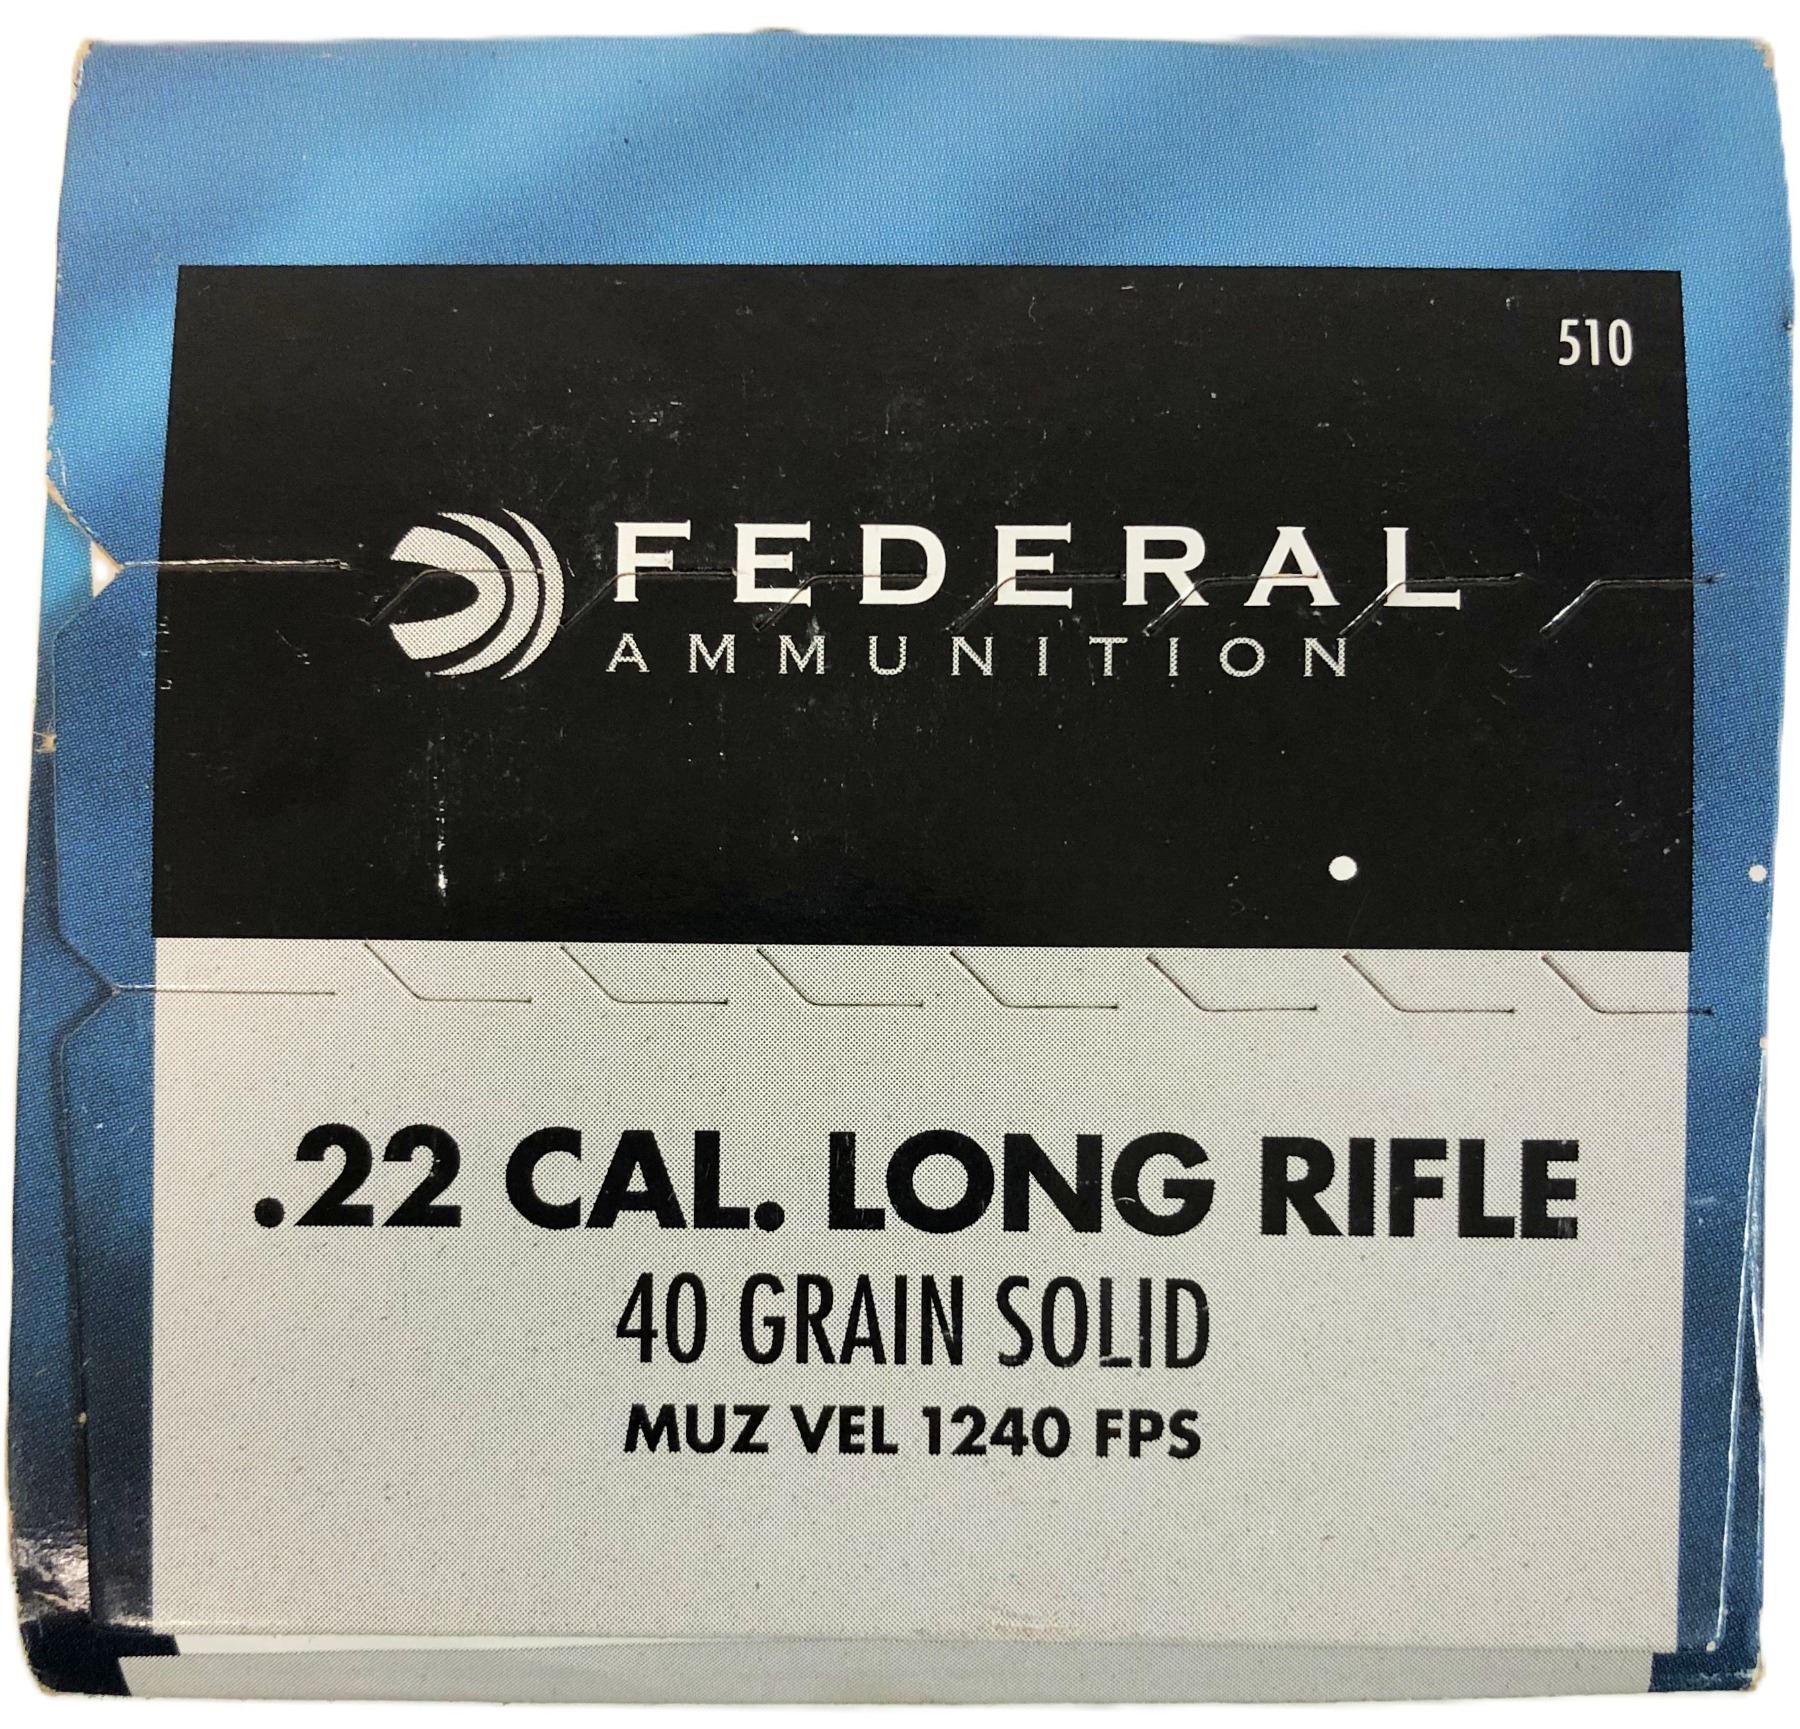 510
FEDERAL
AMMUNITION
.22 CAL. LONG RIFLE
40 GRAIN SOLID
MUZ VEL 1240 FPS